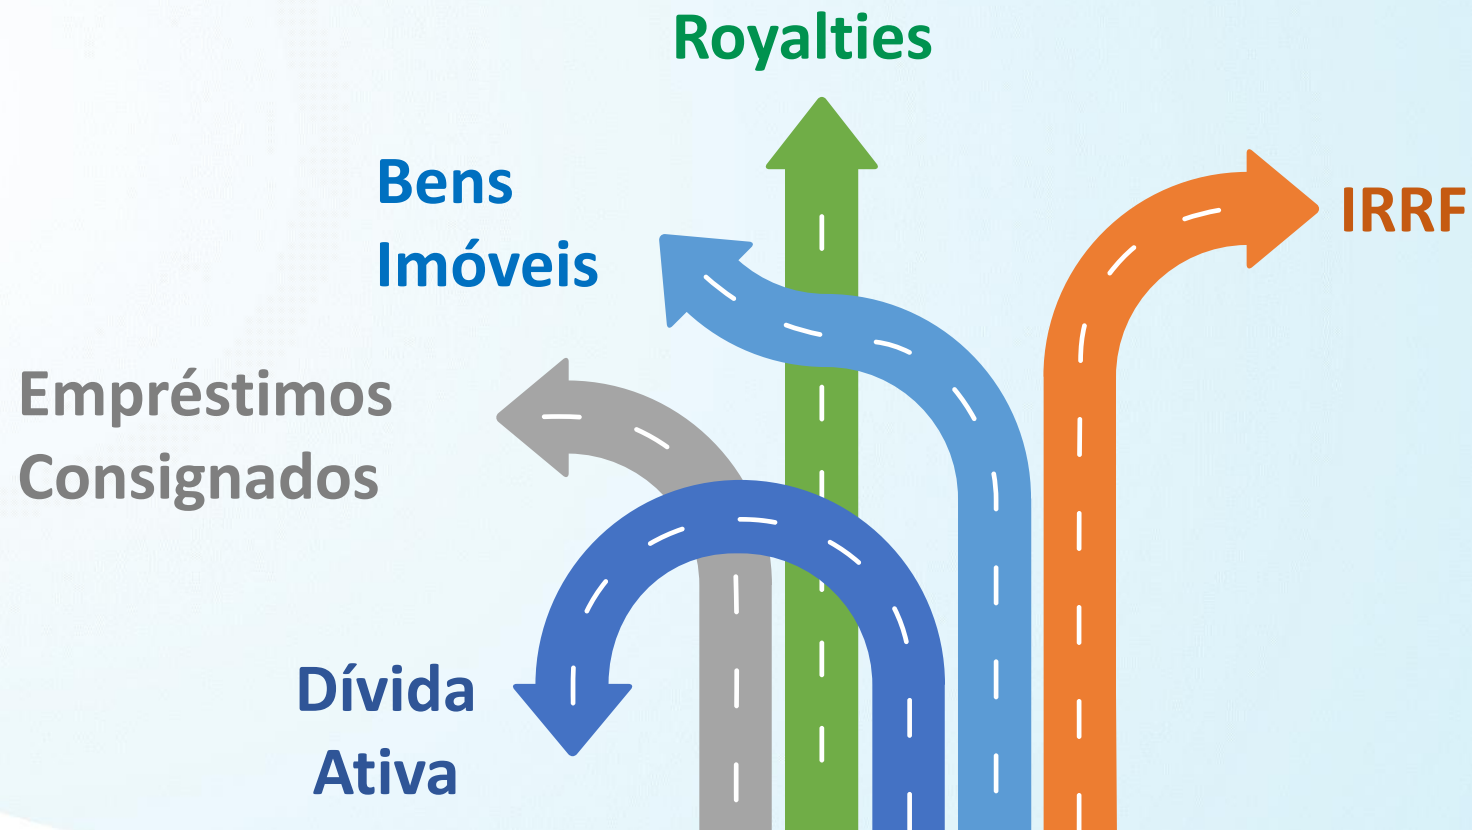 Royalties
Bens
Imóveis
IRRF
Empréstimos
Consignados
Dívida
Ativa